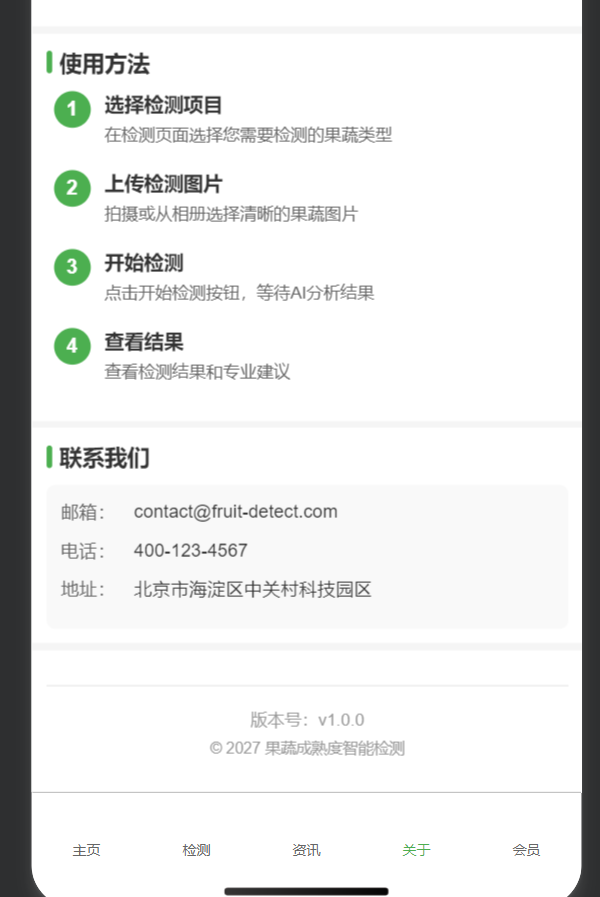 使用方法
1 选择检测项目
在检测页面选择您需要检测的果蔬类型
2 上传检测图片
拍摄或从相册选择清晰的果蔬图片
3 开始检测
点击开始检测按钮，等待AI分析结果
4 查看结果
查看检测结果和专业建议
联系我们
邮箱： contact@fruit-detect.com
电话： 400-123-4567
地址： 北京市海淀区中关村科技园区
版本号：v1.0.0
© 2027 果蔬成熟度智能检测
主页 检测 资讯 关于 会员